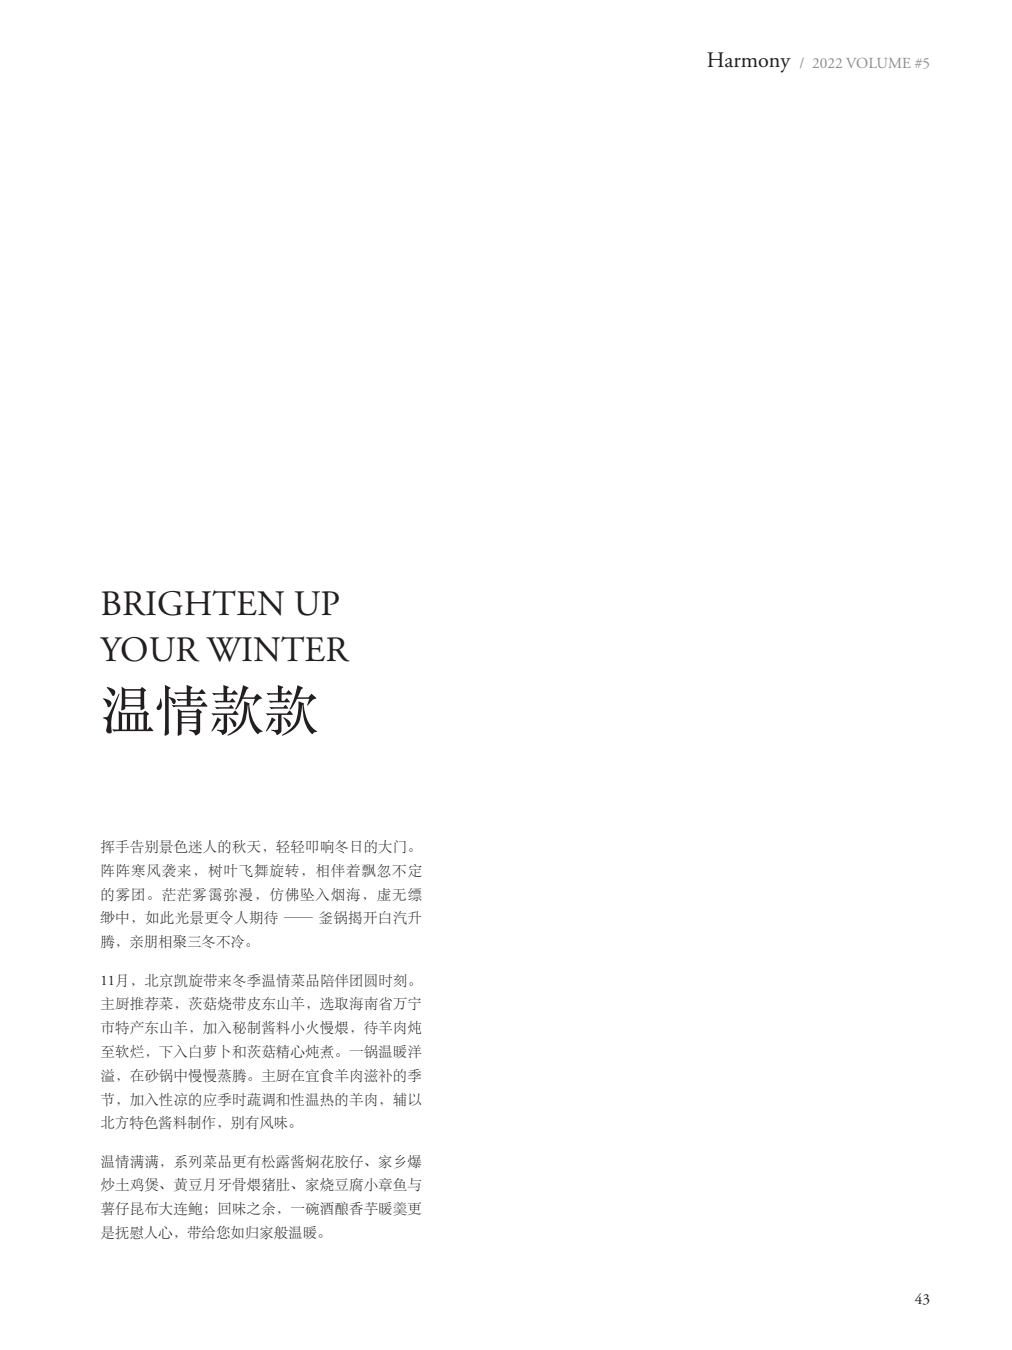 Harmony / 2022 VOLUME #5
BRIGHTEN UP
YOUR WINTER
温情款款
挥手告别景色迷人的秋天，轻轻叩响冬日的大门。
阵阵寒风袭来，树叶飞舞旋转，相伴着飘忽不定
的雾团。茫茫雾霭弥漫，仿佛坠入烟海，虚无缥
缈中，如此光景更令人期待 —— 釜锅揭开白汽升
腾，亲朋相聚三冬不冷。
11月，北京凯旋带来冬季温情菜品陪伴团圆时刻。
主厨推荐菜，茨菇烧带皮东山羊，选取海南省万宁
市特产东山羊，加入秘制酱料小火慢煨，待羊肉炖
至软烂，下入白萝卜和茨菇精心炖煮。一锅温暖洋
溢，在砂锅中慢慢蒸腾。主厨在宜食羊肉滋补的季
节，加入性凉的应季时蔬调和性温热的羊肉，辅以
北方特色酱料制作，别有风味。
温情满满，系列菜品更有松露酱焖花胶仔、家乡爆
炒土鸡煲、黄豆月牙骨煨猪肚、家烧豆腐小章鱼与
薯仔昆布大连鲍；回味之余，一碗酒酿香芋暖羹更
是抚慰人心，带给您如归家般温暖。
43